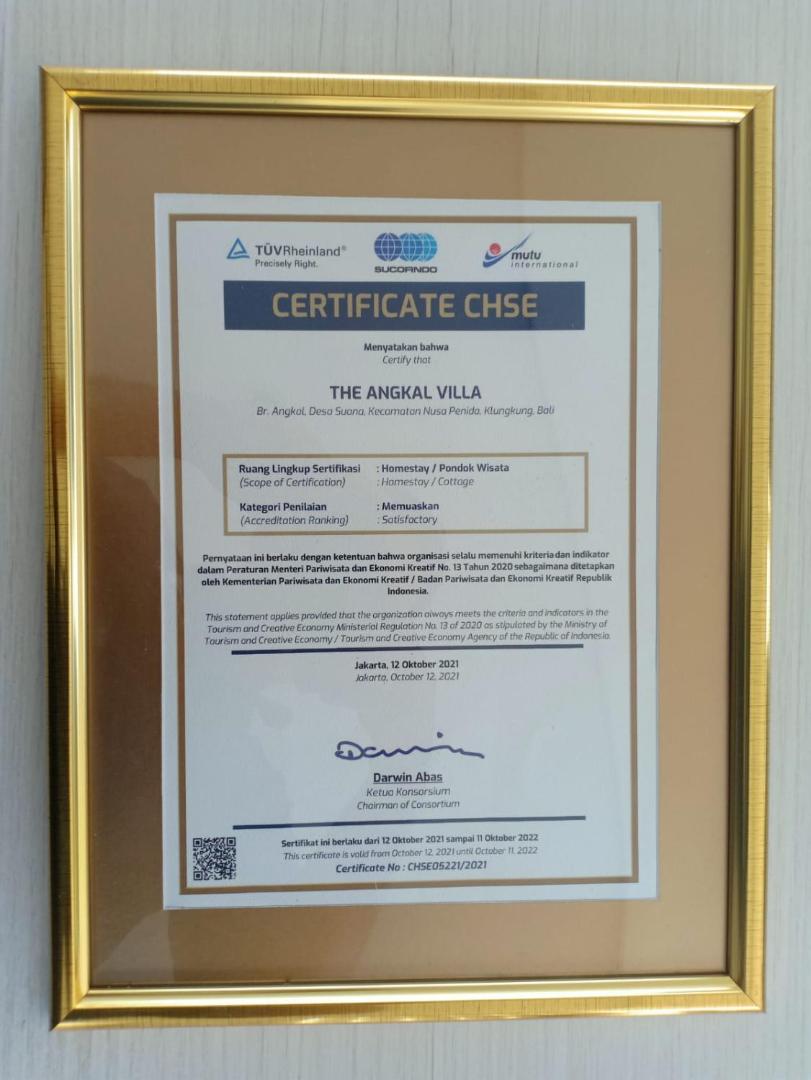 TÜVRheinland®
Precisely Right.
SUCOFINDO
mutu
international
CERTIFICATE CHSE
Menyatakan bahwa
Certify that
THE ANGKAL VILLA
Br. Angkal, Desa Suana, Kecamatan Nusa Penida, Klungkung, Bali
Ruang Lingkup Sertifikasi : Homestay / Pondok Wisata
(Scope of Certification) : Homestay / Cottage
Kategori Penilaian : Memuaskan
(Accreditation Ranking) : Satisfactory
Pernyataan ini berlaku dengan ketentuan bahwa organisasi selalu memenuhi kriteria dan indikator
dalam Peraturan Menteri Pariwisata dan Ekonomi Kreatif No. 13 Tahun 2020 sebagaimana ditetapkan
oleh Kementerian Pariwisata dan Ekonomi Kreatif / Badan Pariwisata dan Ekonomi Kreatif Republik
Indonesia.
This statement applies provided that the organization always meets the criteria and indicators in the
Tourism and Creative Economy Ministerial Regulation No. 13 of 2020 as stipulated by the Ministry of
Tourism and Creative Economy / Tourism and Creative Economy Agency of the Republic of Indonesia.
Jakarta, 12 Oktober 2021
Jakarta, October 12, 2021
Darwin
Darwin Abas
Ketua Konsorsium
Chairman of Consortium
Sertifikat ini berlaku dari 12 Oktober 2021 sampai 11 Oktober 2022
This certificate is valid from October 12, 2021 until October 11, 2022
Certificate No : CHSE05221/2021